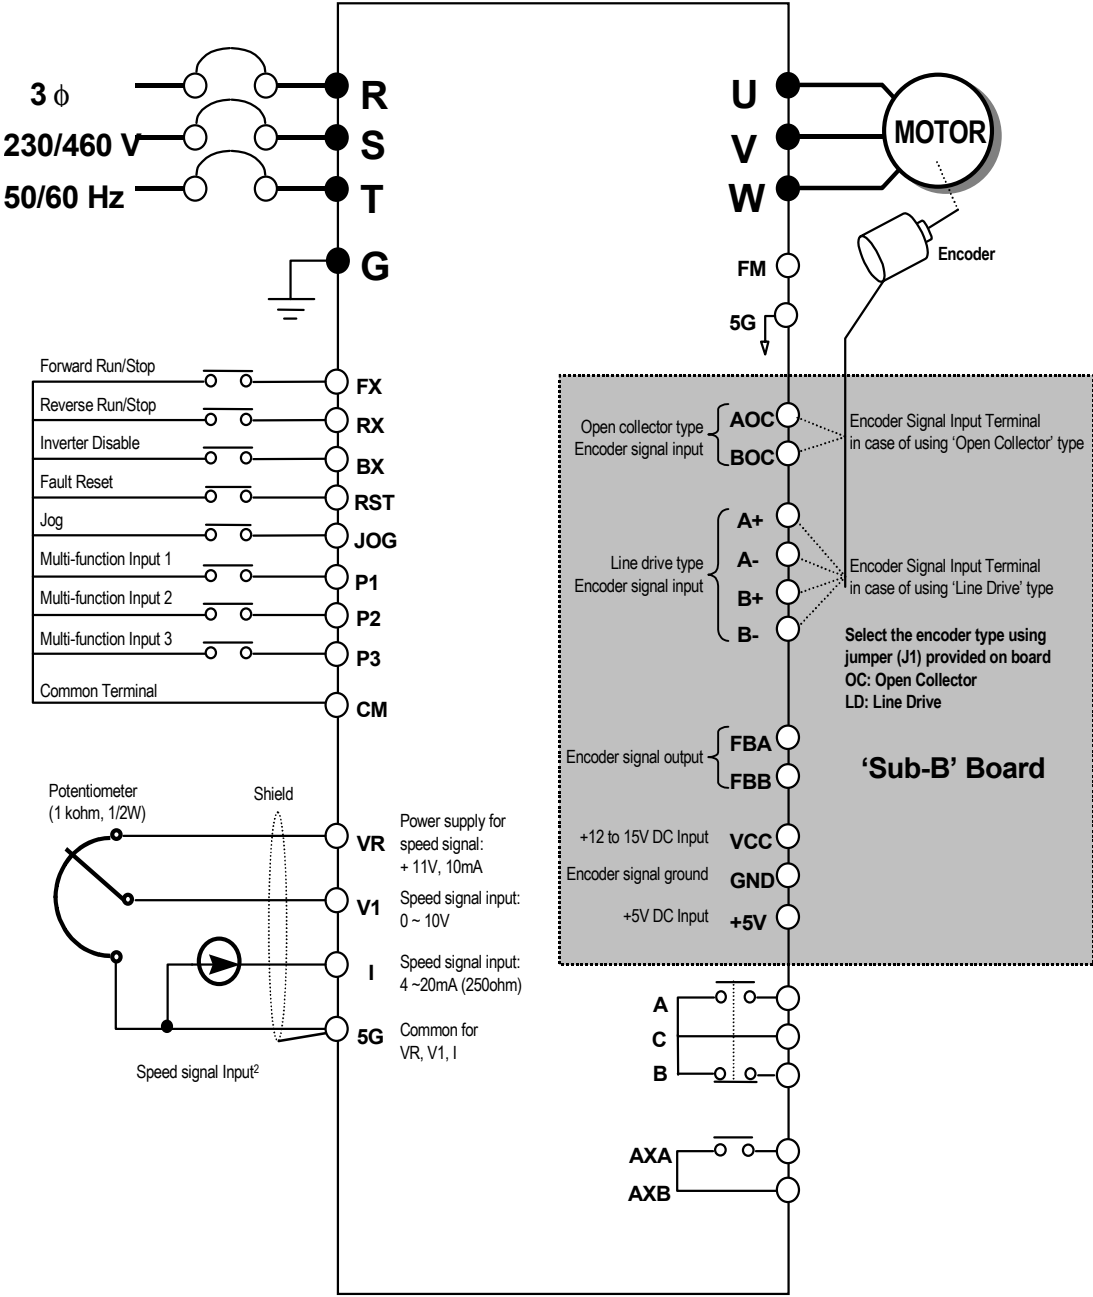 3 ϕ
230/460 V
50/60 Hz
R
S
T
G
U
V
W
MOTOR
Encoder
FM
5G
Forward Run/Stop
FX
Reverse Run/Stop
RX
Inverter Disable
BX
Fault Reset
RST
Jog
JOG
Multi-function Input 1
P1
Multi-function Input 2
P2
Multi-function Input 3
P3
Common Terminal
CM
Potentiometer
(1 kohm, 1/2W)
Shield
VR
Power supply for
speed signal:
+ 11V, 10mA
V1
Speed signal input:
0 ~ 10V
I
Speed signal input:
4 ~20mA (250ohm)
5G
Common for
VR, V1, I
Speed signal Input²
Open collector type
Encoder signal input
AOC
BOC
Encoder Signal Input Terminal
in case of using ‘Open Collector’ type
Line drive type
Encoder signal input
A+
A-
B+
B-
Encoder Signal Input Terminal
in case of using ‘Line Drive’ type
Select the encoder type using
jumper (J1) provided on board
OC: Open Collector
LD: Line Drive
Encoder signal output
FBA
FBB
‘Sub-B’ Board
+12 to 15V DC Input
VCC
Encoder signal ground
GND
+5V DC Input
+5V
A
C
B
AXA
AXB